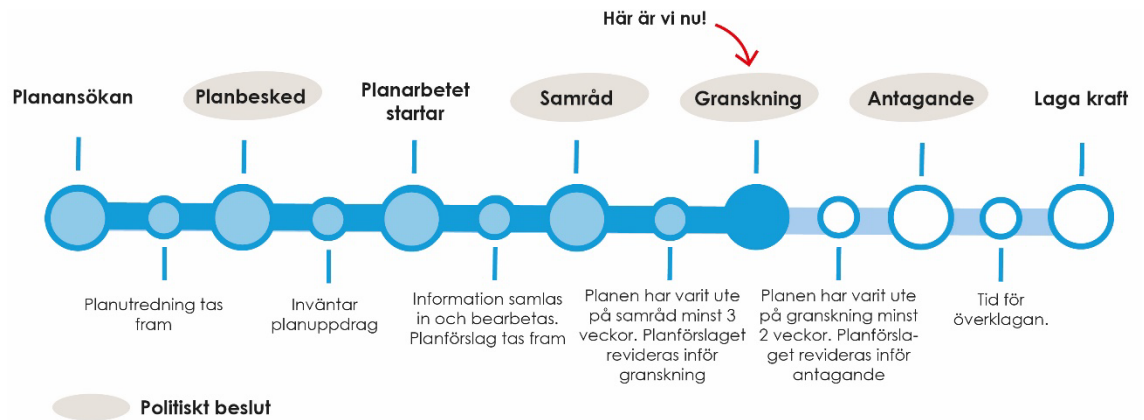 Här är vi nu!
Planansökan
Planbesked
Planarbetet
startar
Samråd
Granskning
Antagande
Laga kraft
Planutredning tas
fram
Inväntar
planuppdrag
Information samlas
in och bearbetas.
Planförslag tas fram
Planen har varit ute
på samråd minst 3
veckor. Planförslaget
revideras inför
granskning
Planen har varit ute
på granskning minst
2 veckor. Planförsla-
get revideras inför
antagande
Tid för
överklagan.
Politiskt beslut